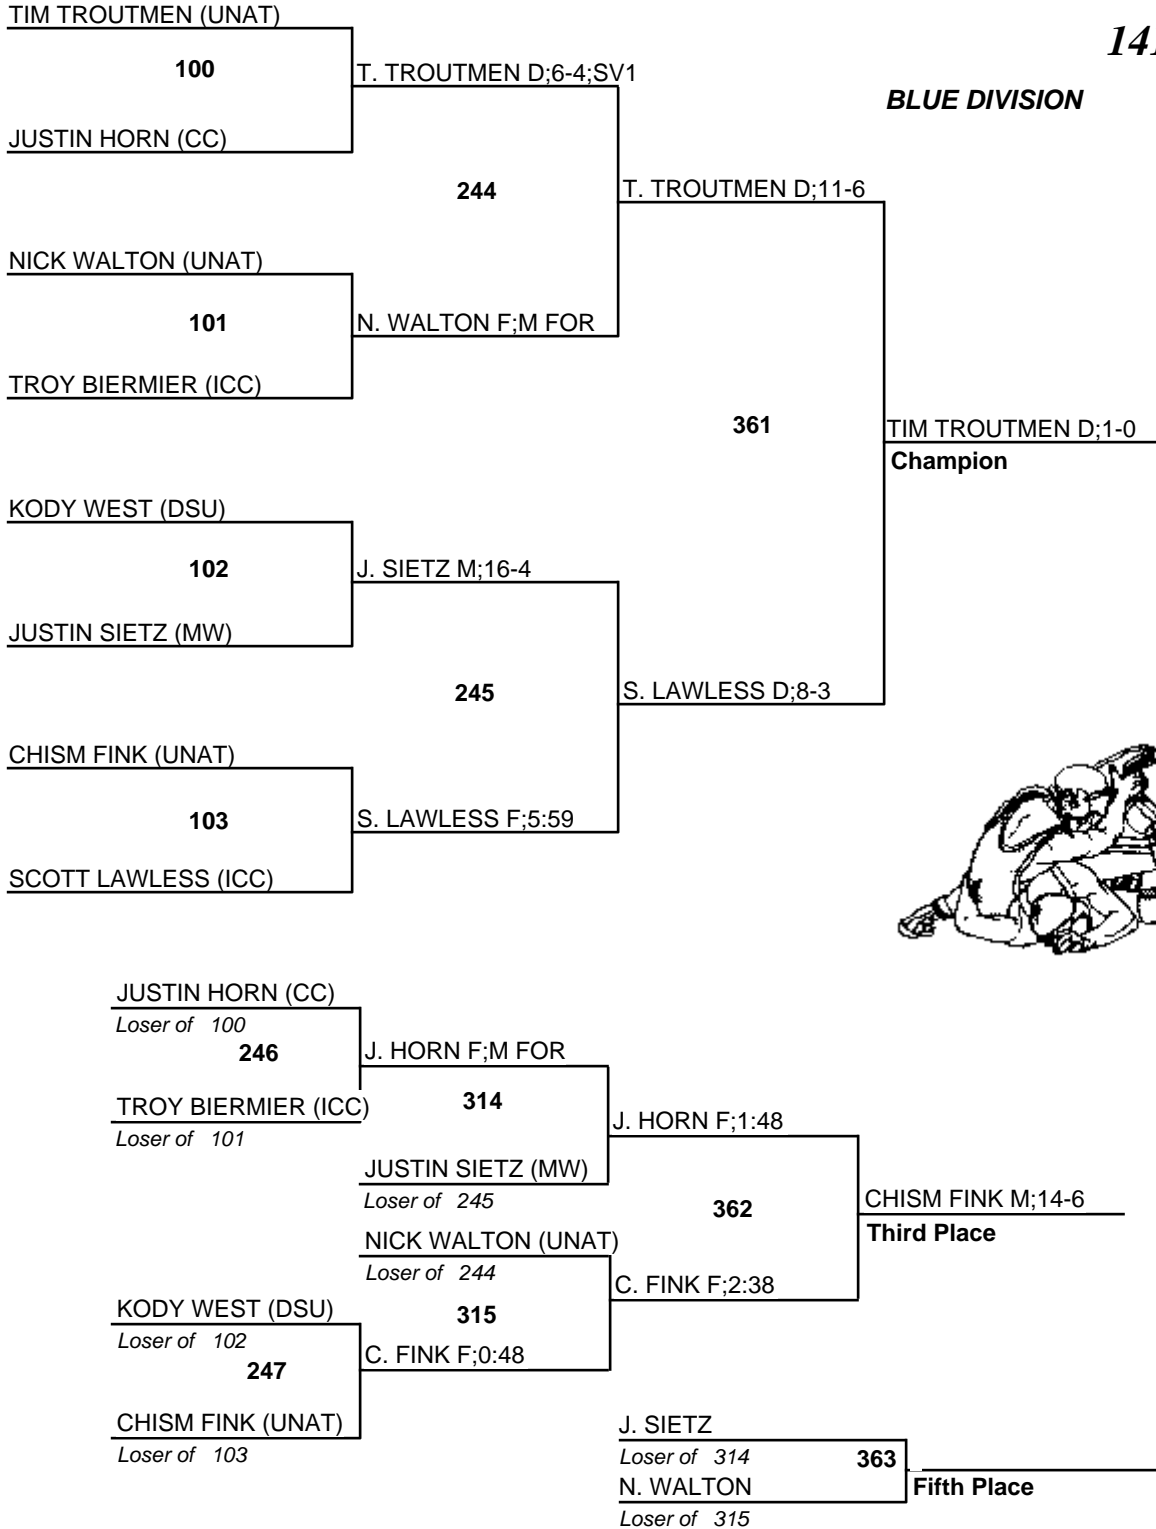 TIM TROUTMEN (UNAT)
141
100
T. TROUTMEN D;6-4;SV1
BLUE DIVISION
JUSTIN HORN (CC)
244
T. TROUTMEN D;11-6
NICK WALTON (UNAT)
101
N. WALTON F;M FOR
TROY BIERMIER (ICC)
361
TIM TROUTMEN D;1-0
Champion
KODY WEST (DSU)
102
J. SIETZ M;16-4
JUSTIN SIETZ (MW)
245
S. LAWLESS D;8-3
CHISM FINK (UNAT)
103
S. LAWLESS F;5:59
SCOTT LAWLESS (ICC)
JUSTIN HORN (CC)
Loser of 100
246
J. HORN F;M FOR
TROY BIERMIER (ICC)
314
Loser of 101
J. HORN F;1:48
JUSTIN SIETZ (MW)
Loser of 245
362
CHISM FINK M;14-6
Third Place
NICK WALTON (UNAT)
Loser of 244
C. FINK F;2:38
KODY WEST (DSU)
315
Loser of 102
247
C. FINK F;0:48
CHISM FINK (UNAT)
Loser of 103
J. SIETZ
Loser of 314
363
N. WALTON
Fifth Place
Loser of 315